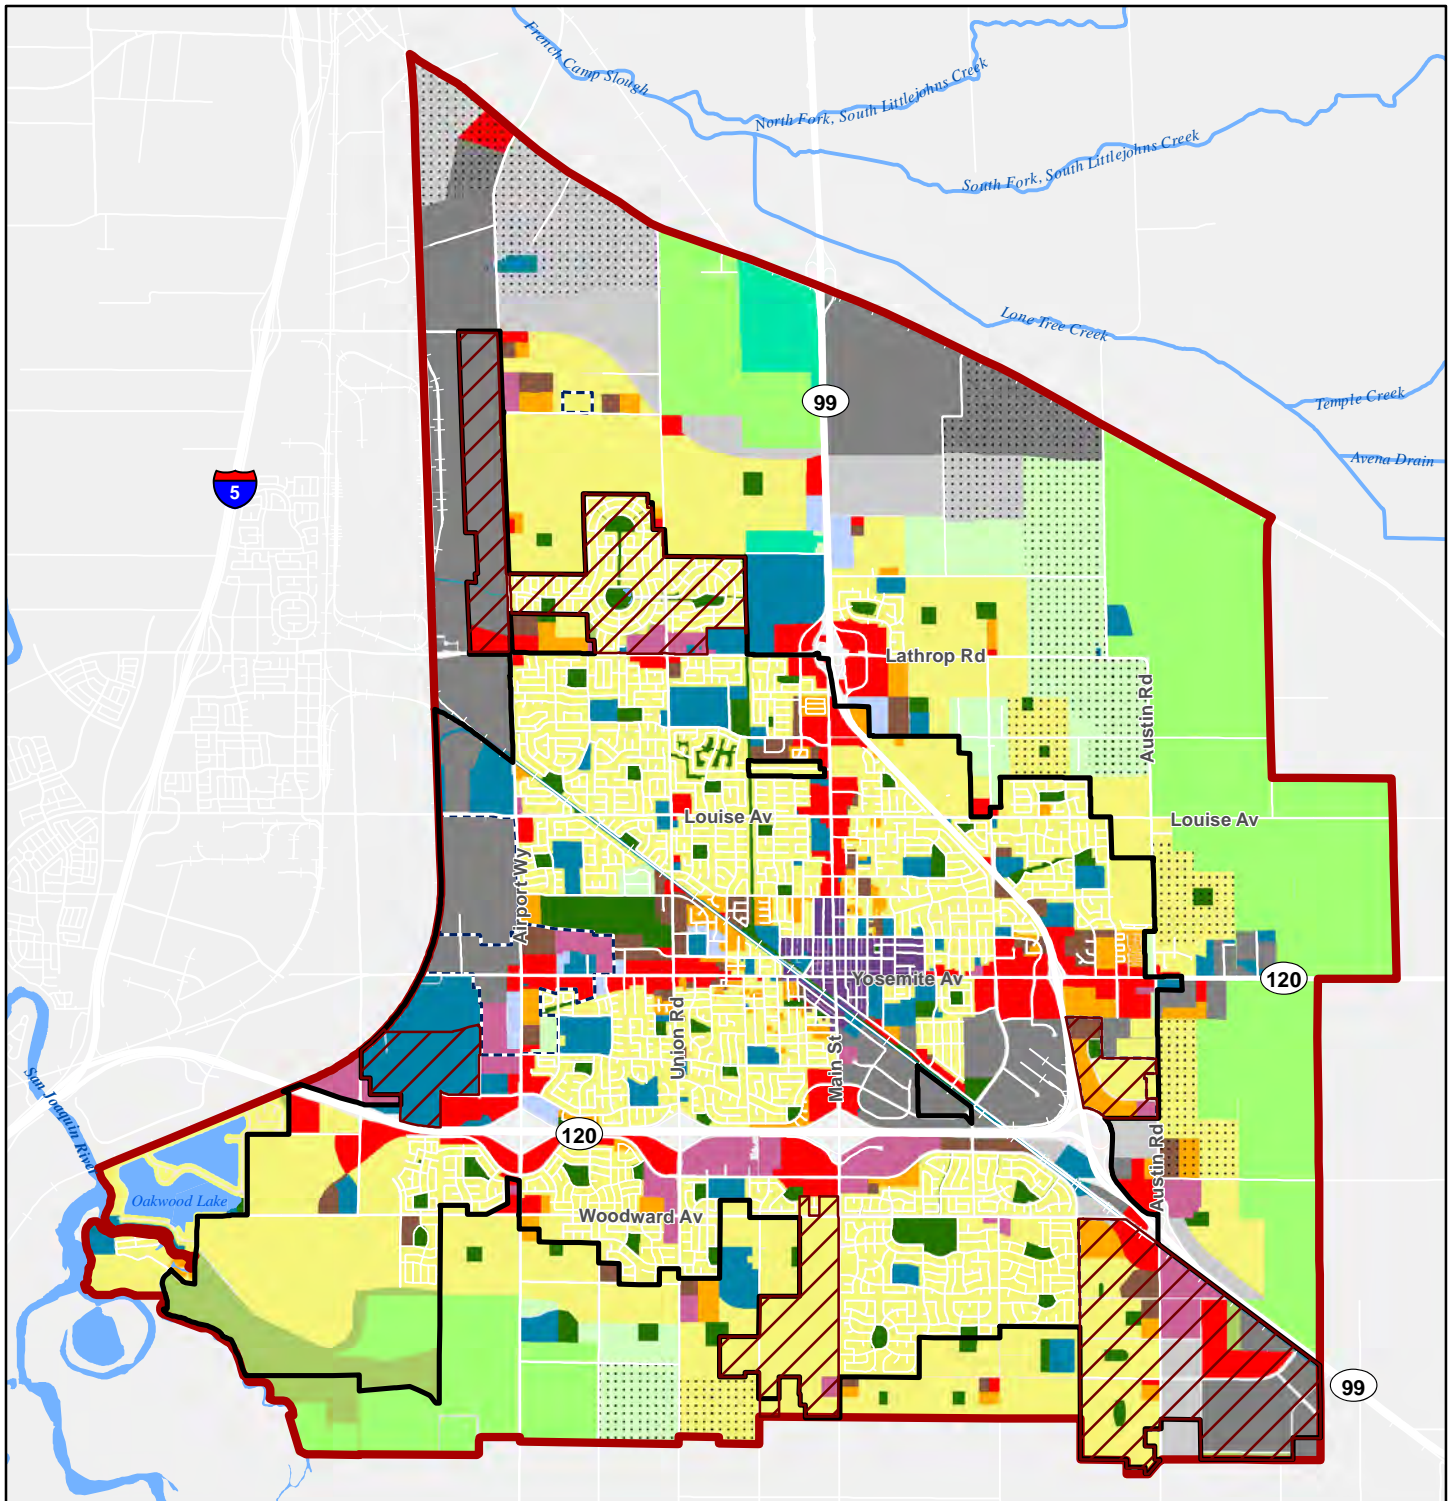 French Camp Slough
North Fork, South Littlejohns Creek
South Fork, South Littlejohns Creek
Lone Tree Creek
99
Temple Creek
Avena Drain
5
Lathrop Rd
Austin Rd
Louise Av
Louise Av
Airport Wy
Yosemite Av
120
Union Rd
Main St
San Joaquin River
120
Austin Rd
Oakwood Lake
Woodward Av
99